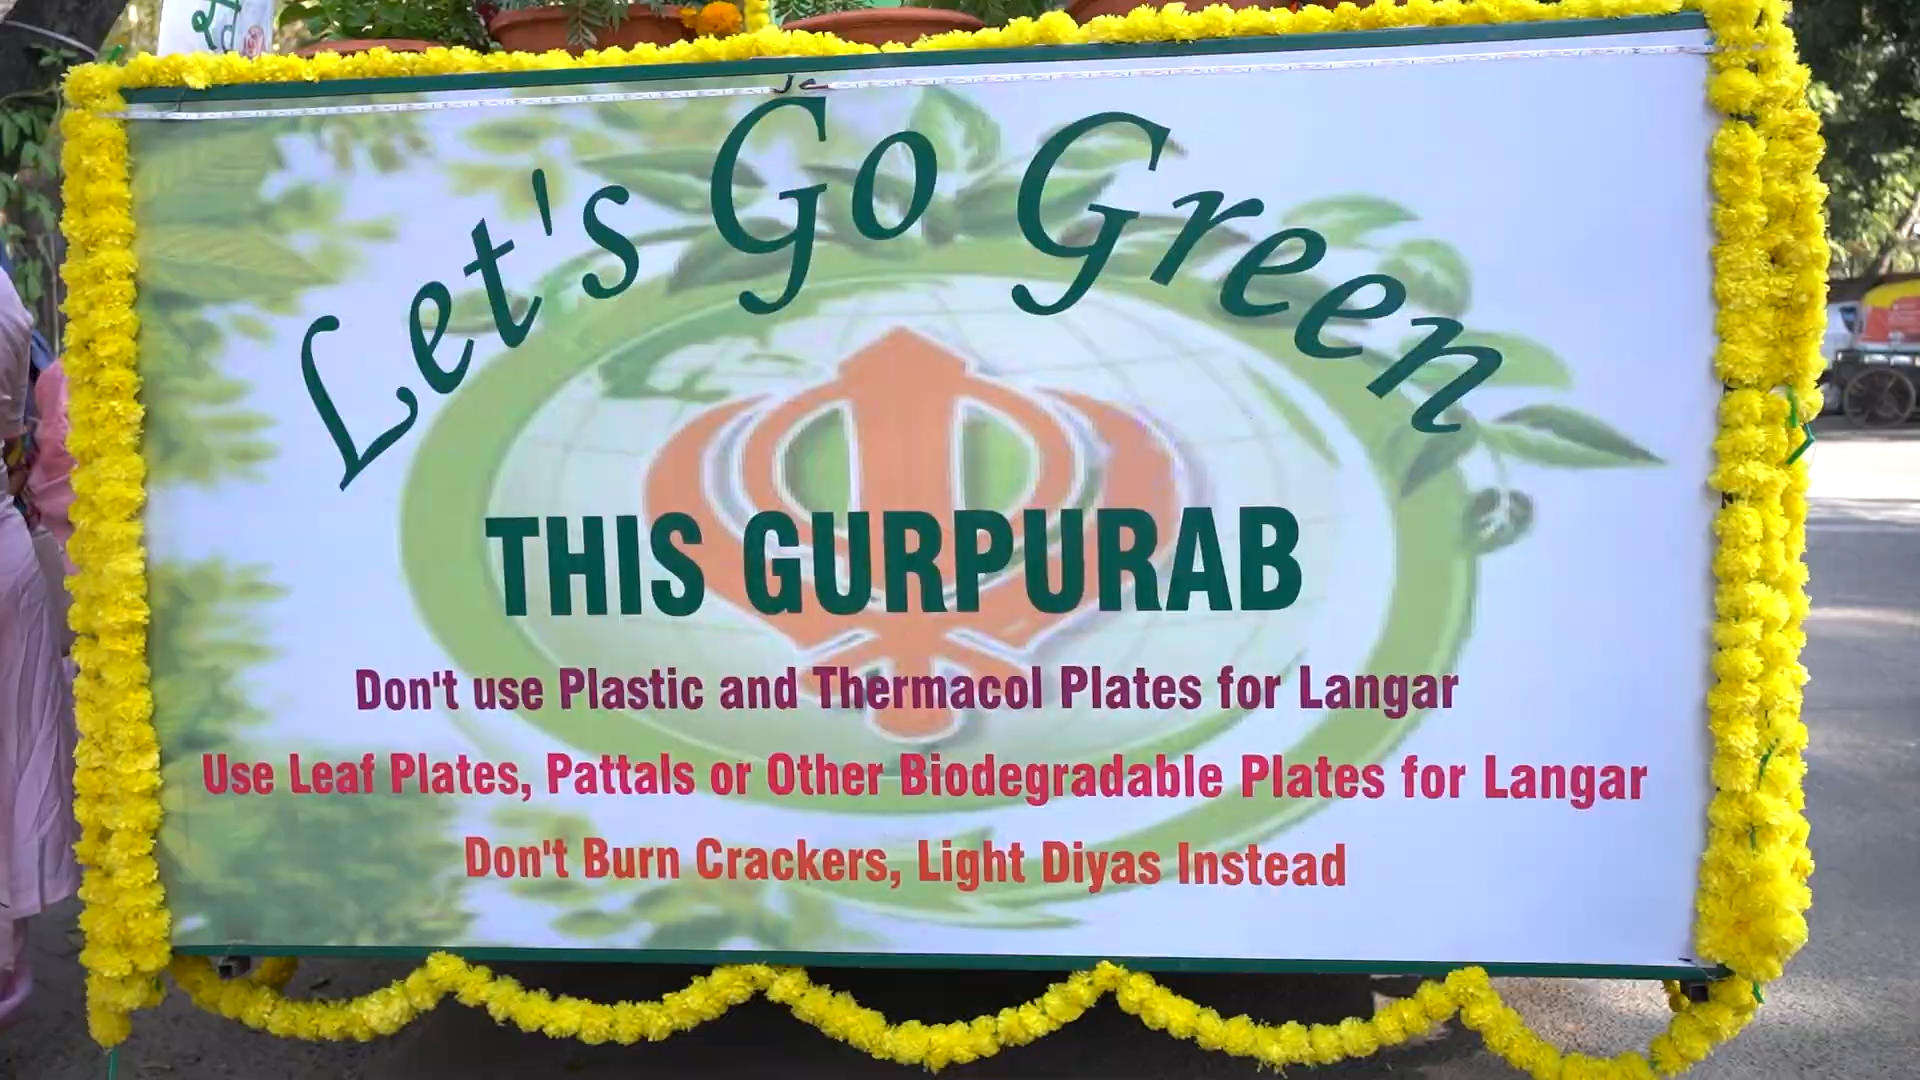 Let's Go Green
THIS GURPURAB
Don't use Plastic and Thermacol Plates for Langar
Use Leaf Plates, Pattals or Other Biodegradable Plates for Langar
Don't Burn Crackers, Light Diyas Instead